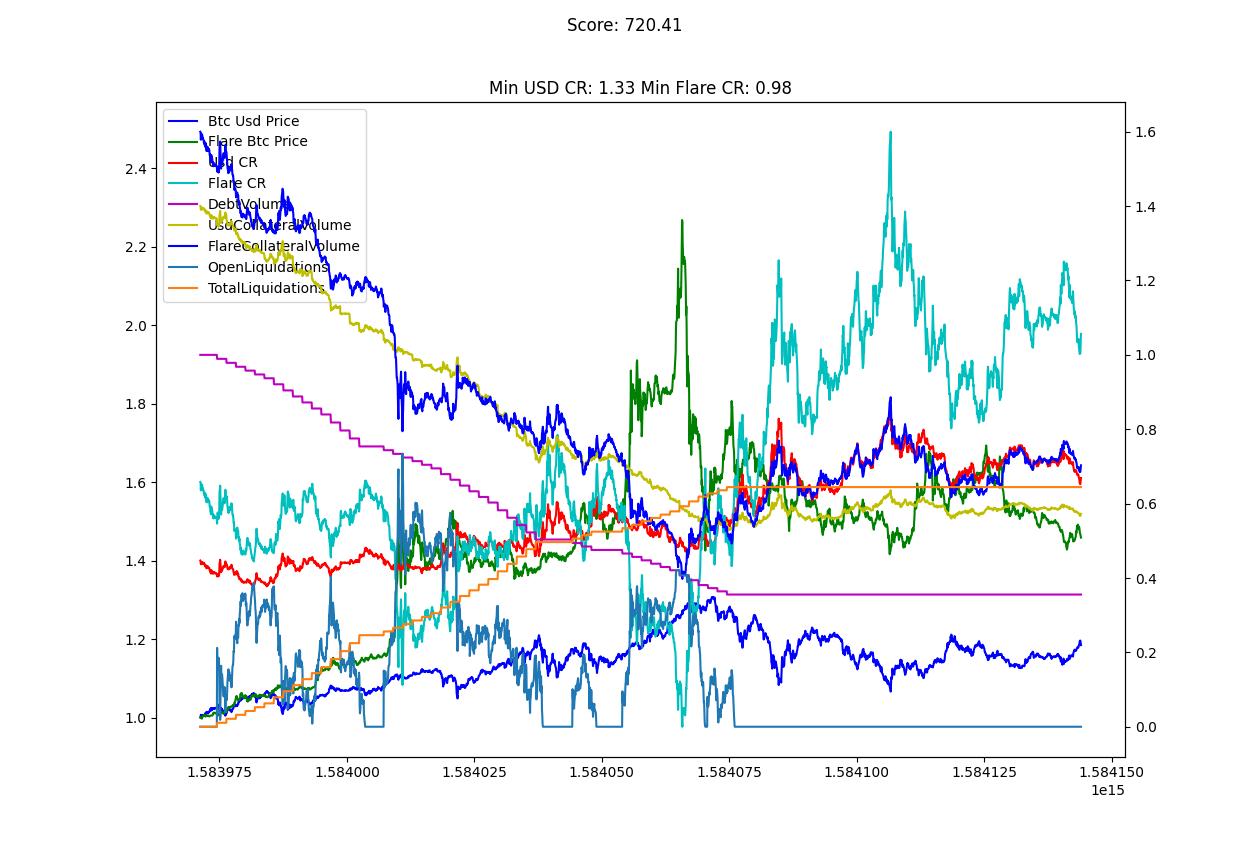 Score: 720.41
Min USD CR: 1.33 Min Flare CR: 0.98
Btc Usd Price
Flare Btc Price
Usd CR
Flare CR
DebtVolume
UsdCollateralVolume
FlareCollateralVolume
OpenLiquidations
TotalLiquidations
2.4
2.2
2.0
1.8
1.6
1.4
1.2
1.0
1.6
1.4
1.2
1.0
0.8
0.6
0.4
0.2
0.0
1.583975 1.584000 1.584025 1.584050 1.584075 1.584100 1.584125 1.584150
1e15